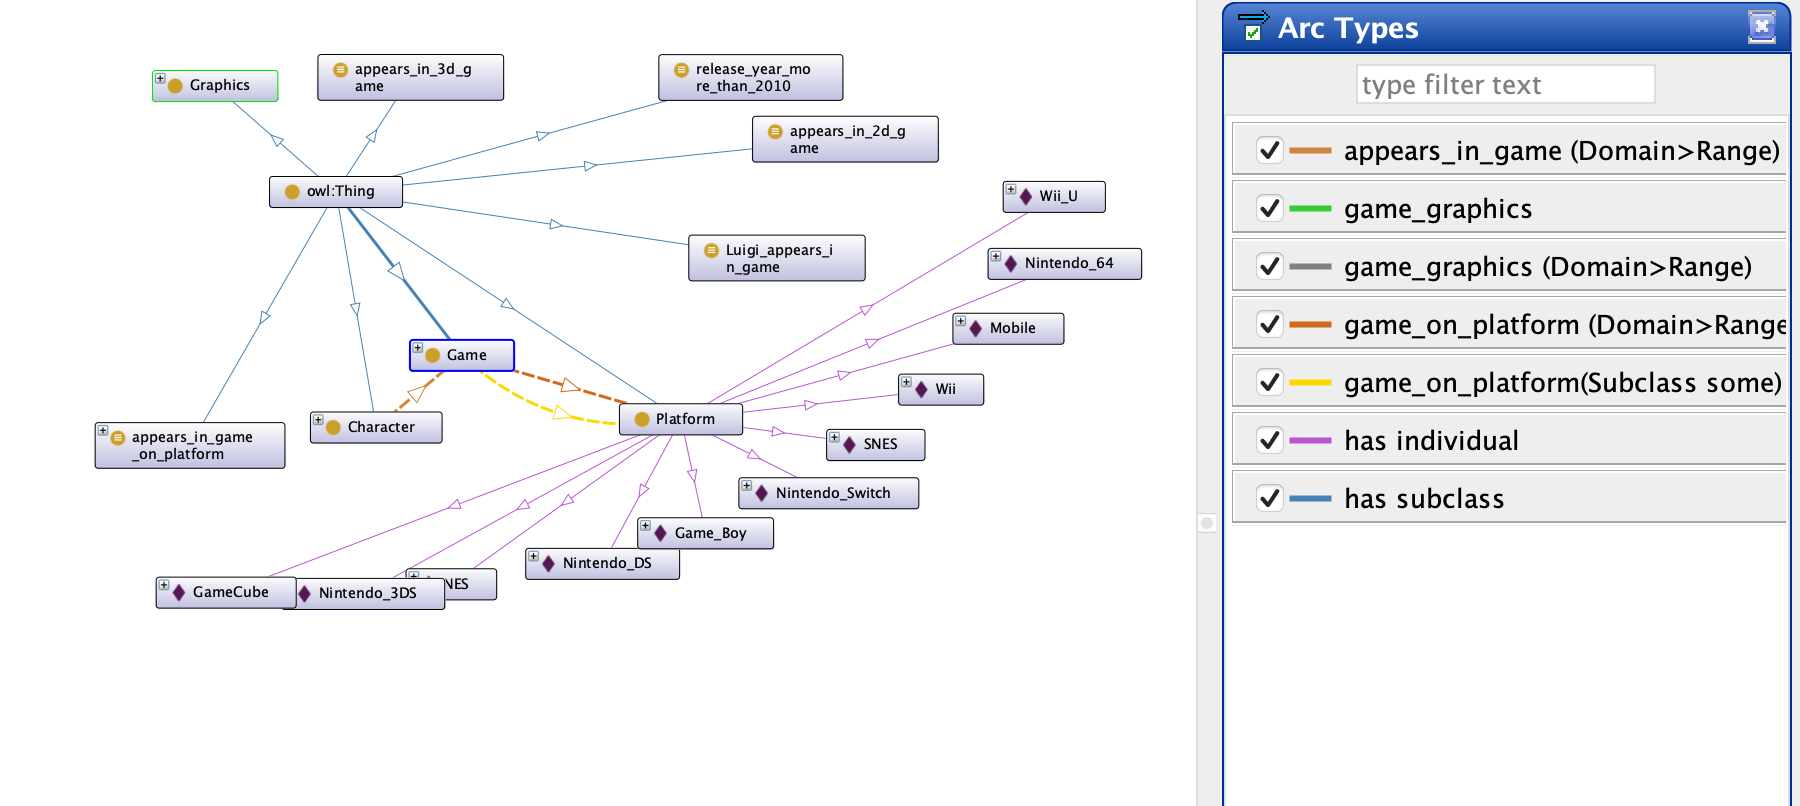 Graphics
appears_in_3d_g
ame
release_year_mo
re_than_2010
appears_in_2d_g
ame
owl:Thing
Wii_U
Luigi_appears_i
n_game
Nintendo_64
Mobile
Game
Wii
Platform
Character
appears_in_game
_on_platform
SNES
Nintendo_Switch
Game_Boy
Nintendo_DS
NES
GameCube
Nintendo_3DS
Arc Types
type filter text
appears_in_game (Domain>Range)
game_graphics
game_graphics (Domain>Range)
game_on_platform (Domain>Range
game_on_platform(Subclass some)
has individual
has subclass